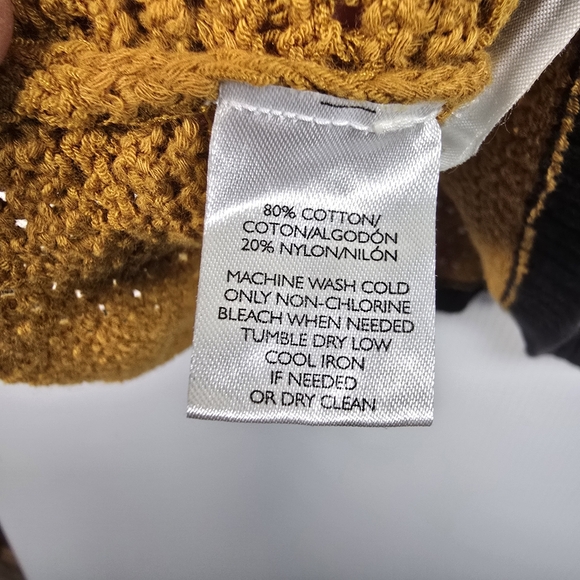 80% COTTON/
COTON/ALGODÓN
20% NYLON/NILÓN
MACHINE WASH COLD
ONLY NON-CHLORINE
BLEACH WHEN NEEDED
TUMBLE DRY LOW
COOL IRON
IF NEEDED
OR DRY CLEAN